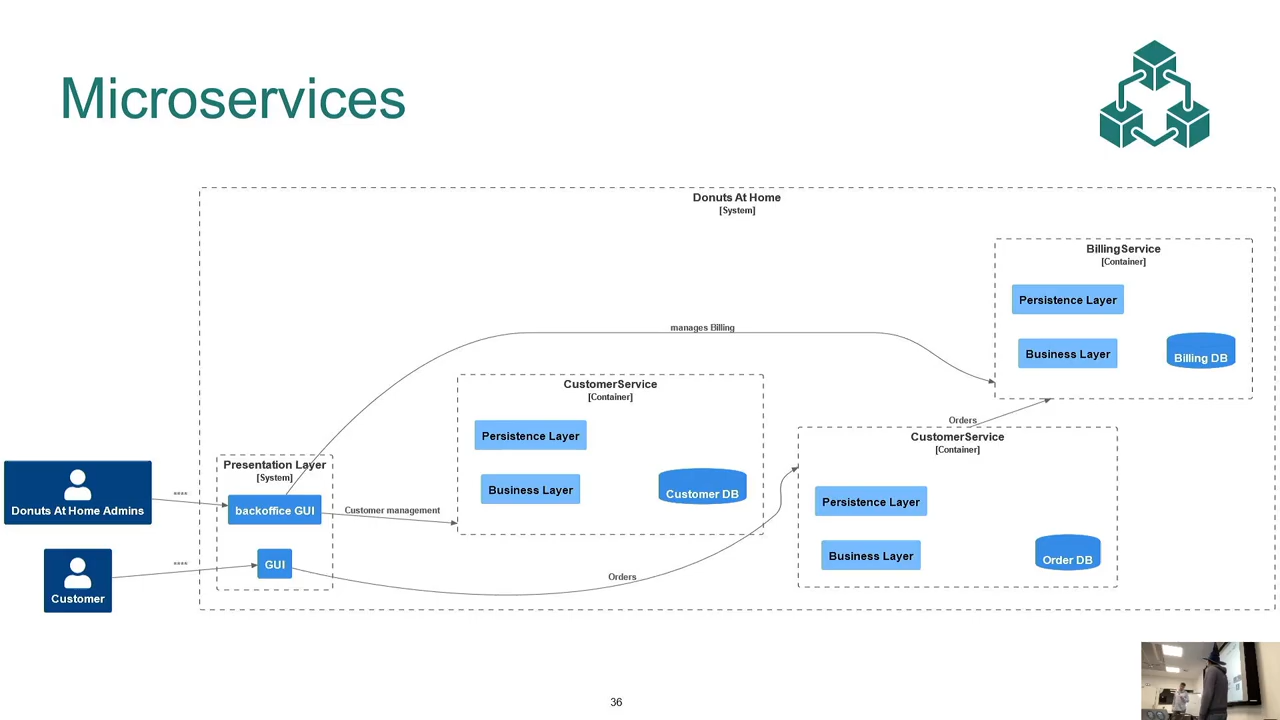 Microservices
Donuts At Home
[System]
BillingService
[Container]
Persistence Layer
Business Layer
Billing DB
manages Billing
CustomerService
[Container]
Persistence Layer
Business Layer
Customer DB
Orders
CustomerService
[Container]
Persistence Layer
Business Layer
Order DB
Presentation Layer
[System]
backoffice GUI
GUI
Customer management
Orders
Donuts At Home Admins
****
Customer
****
36